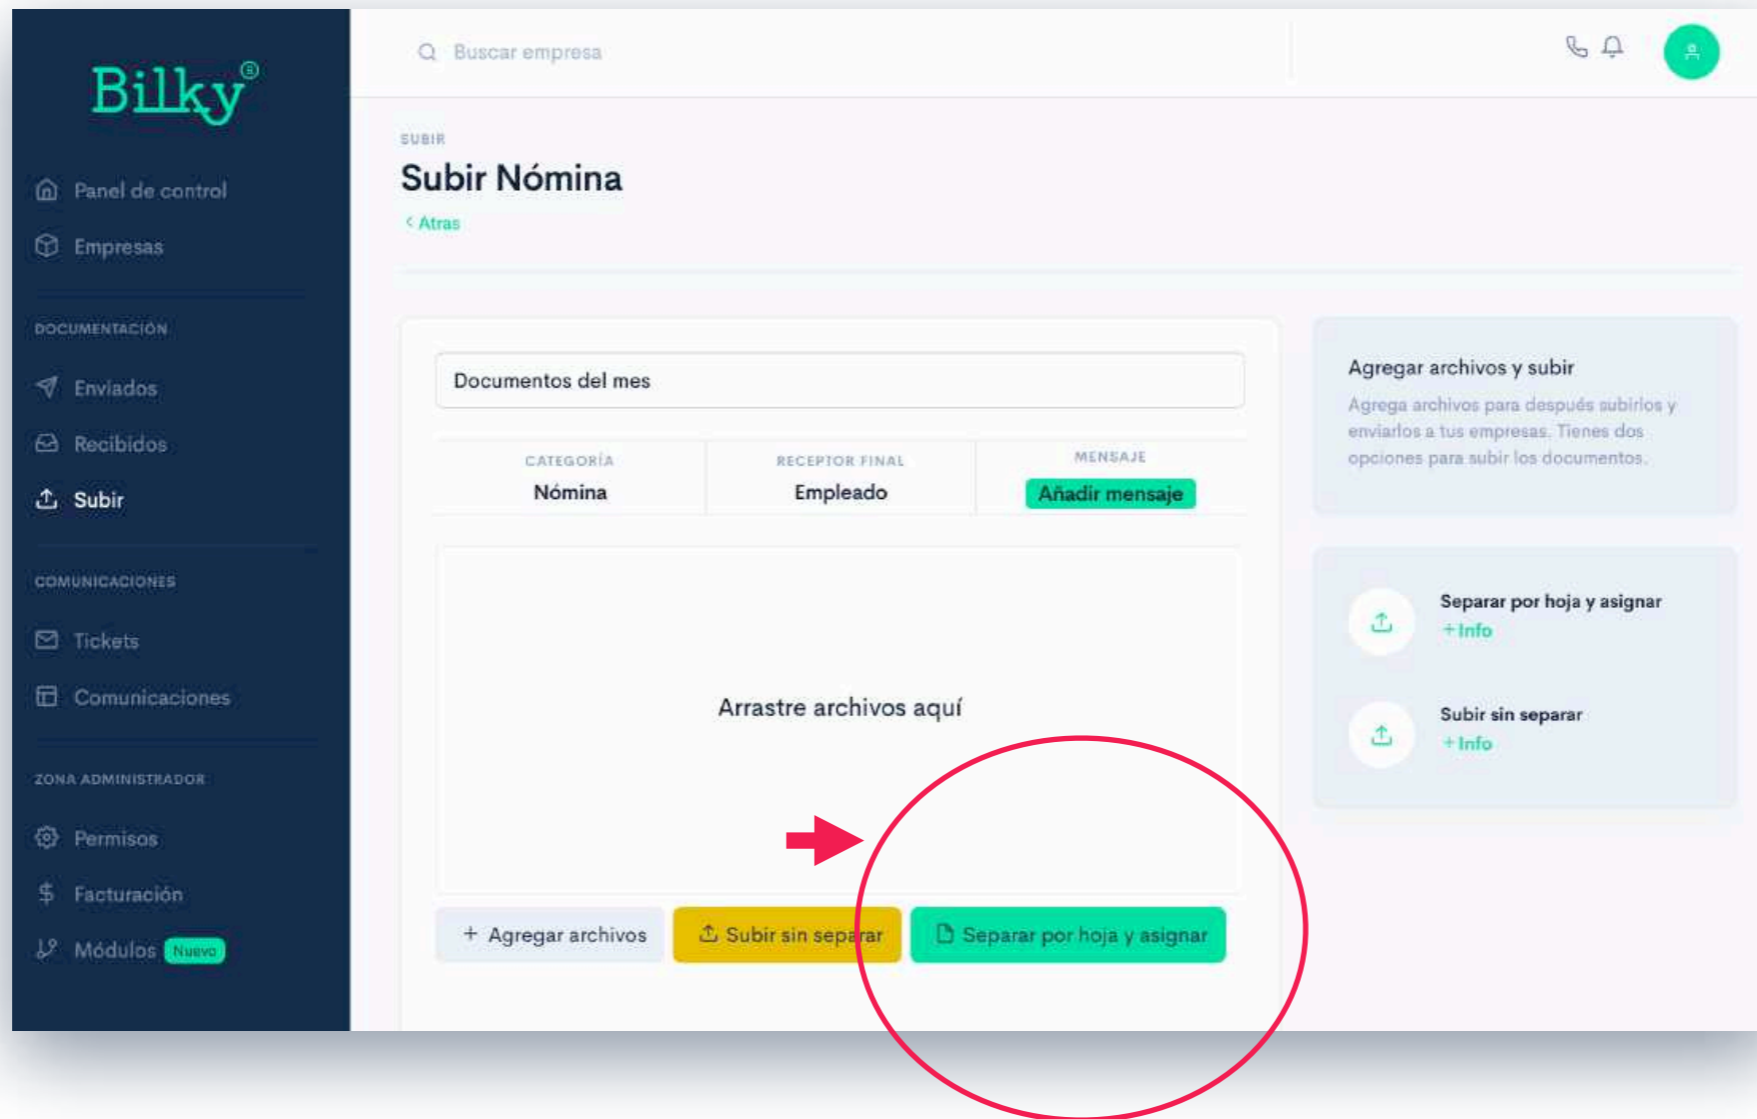 Bilky®
Panel de control
Empresas
DOCUMENTACIÓN
Enviados
Recibidos
Subir
COMUNICACIONES
Tickets
Comunicaciones
ZONA ADMINISTRADOR
Permisos
Facturación
Módulos Nuevo
Buscar empresa
SUBIR
Subir Nómina
< Atras
Documentos del mes
CATEGORÍA RECEPTOR FINAL MENSAJE
Nómina Empleado Añadir mensaje
Arrastre archivos aquí
+ Agregar archivos Subir sin separar Separar por hoja y asignar
Agregar archivos y subir
Agrega archivos para después subirlos y
enviarlos a tus empresas. Tienes dos
opciones para subir los documentos.
Separar por hoja y asignar
+ Info
Subir sin separar
+ Info